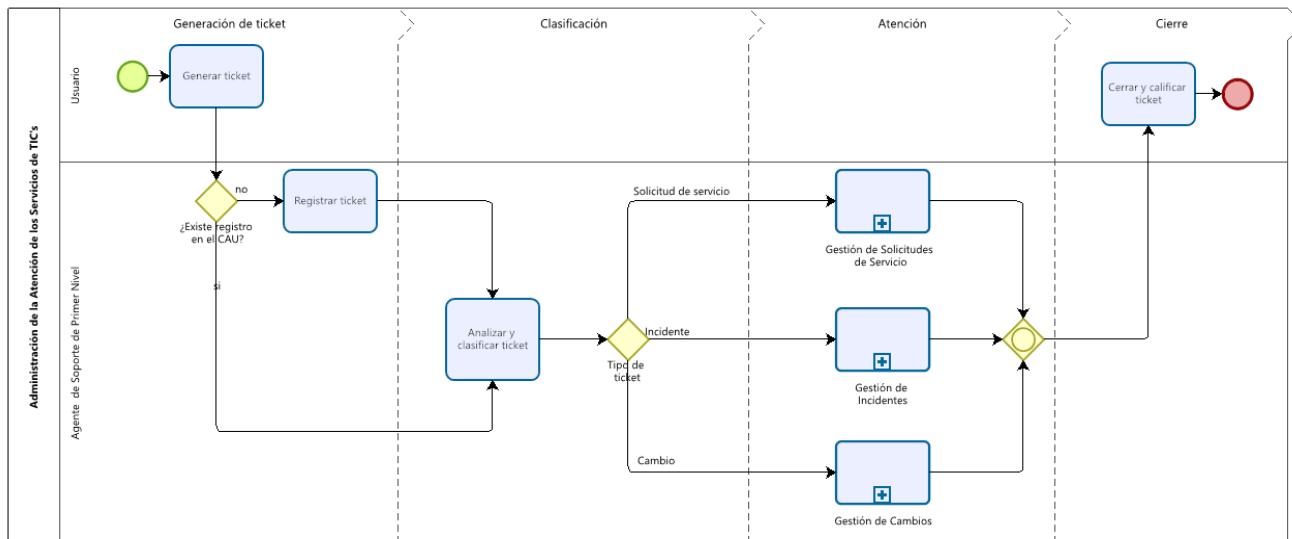 Generación de ticket
Clasificación
Atención
Cierre
Administración de la Atención de los Servicios de TIC's
Usuario
Generar ticket
Cerrar y calificar
ticket
Agente de Soporte de Primer Nivel
no
¿Existe registro
en el CAU?
si
Registrar ticket
Analizar y
clasificar ticket
Tipo de
ticket
Solicitud de servicio
Incidente
Cambio
Gestión de Solicitudes
de Servicio
Gestión de
Incidentes
Gestión de Cambios